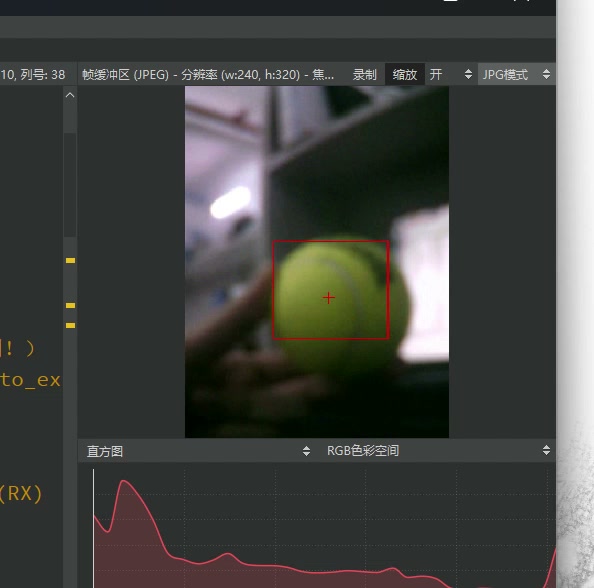 10, 列号: 38
帧缓冲区 (JPEG) - 分辨率 (w:240, h:320) - 焦... 录制 缩放 开 JPG模式
! )
to_ex
直方图 RGB色彩空间
(RX)